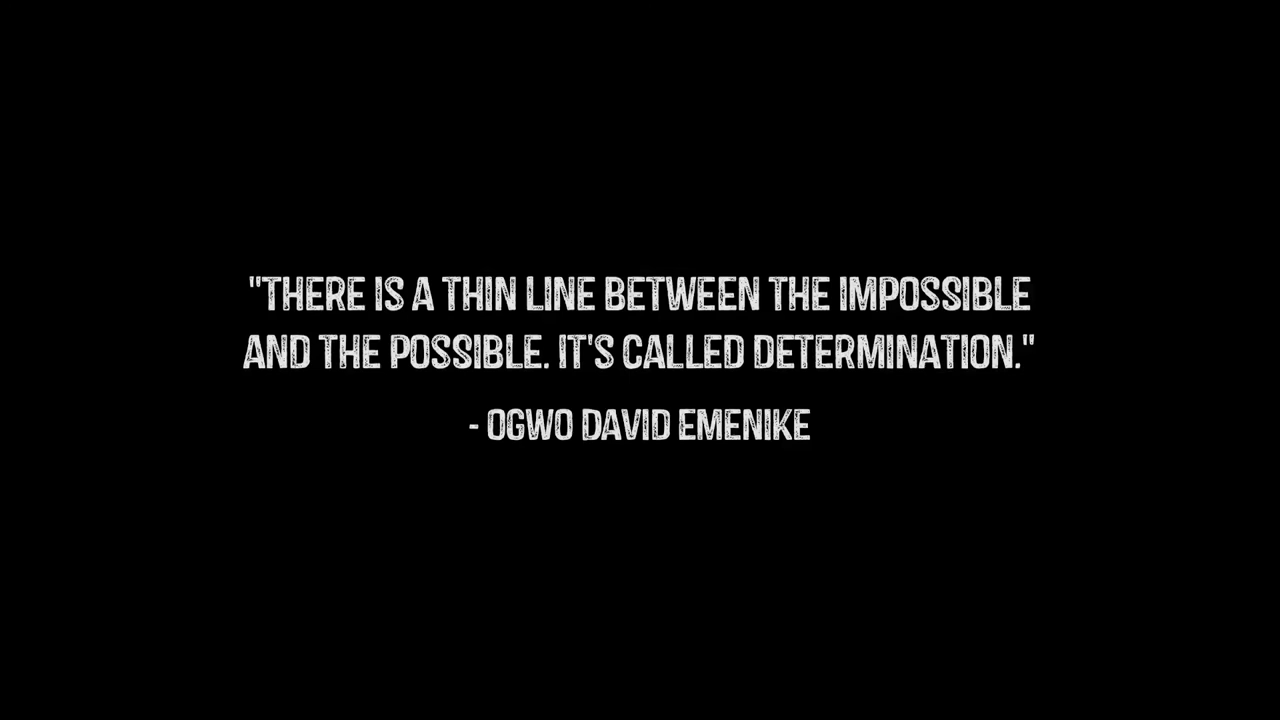 "THERE IS A THIN LINE BETWEEN THE IMPOSSIBLE
AND THE POSSIBLE. IT'S CALLED DETERMINATION."
- OGWO DAVID EMENIKE